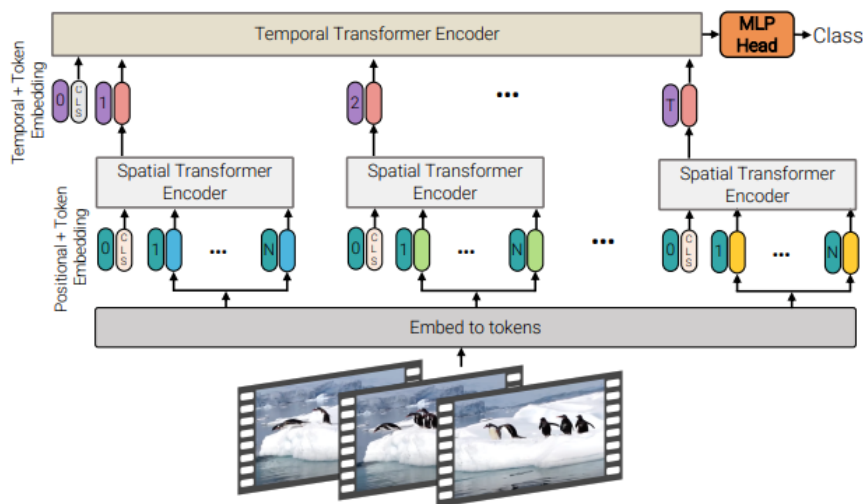 Temporal Transformer Encoder
MLP
Head
Class
Temporal + Token
Embedding
0
CLS
1
2
...
T
Spatial Transformer
Encoder
Spatial Transformer
Encoder
Spatial Transformer
Encoder
Positional + Token
Embedding
0
CLS
1
...
N
0
CLS
1
...
N
...
0
CLS
1
...
N
Embed to tokens